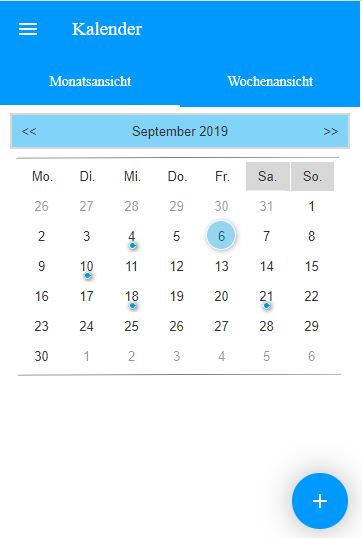 Kalender
Monatsansicht Wochenansicht
<< September 2019 >>
Mo. Di. Mi. Do. Fr. Sa. So.
26 27 28 29 30 31 1
2 3 4 5 6 7 8
9 10 11 12 13 14 15
16 17 18 19 20 21 22
23 24 25 26 27 28 29
30 1 2 3 4 5 6
+